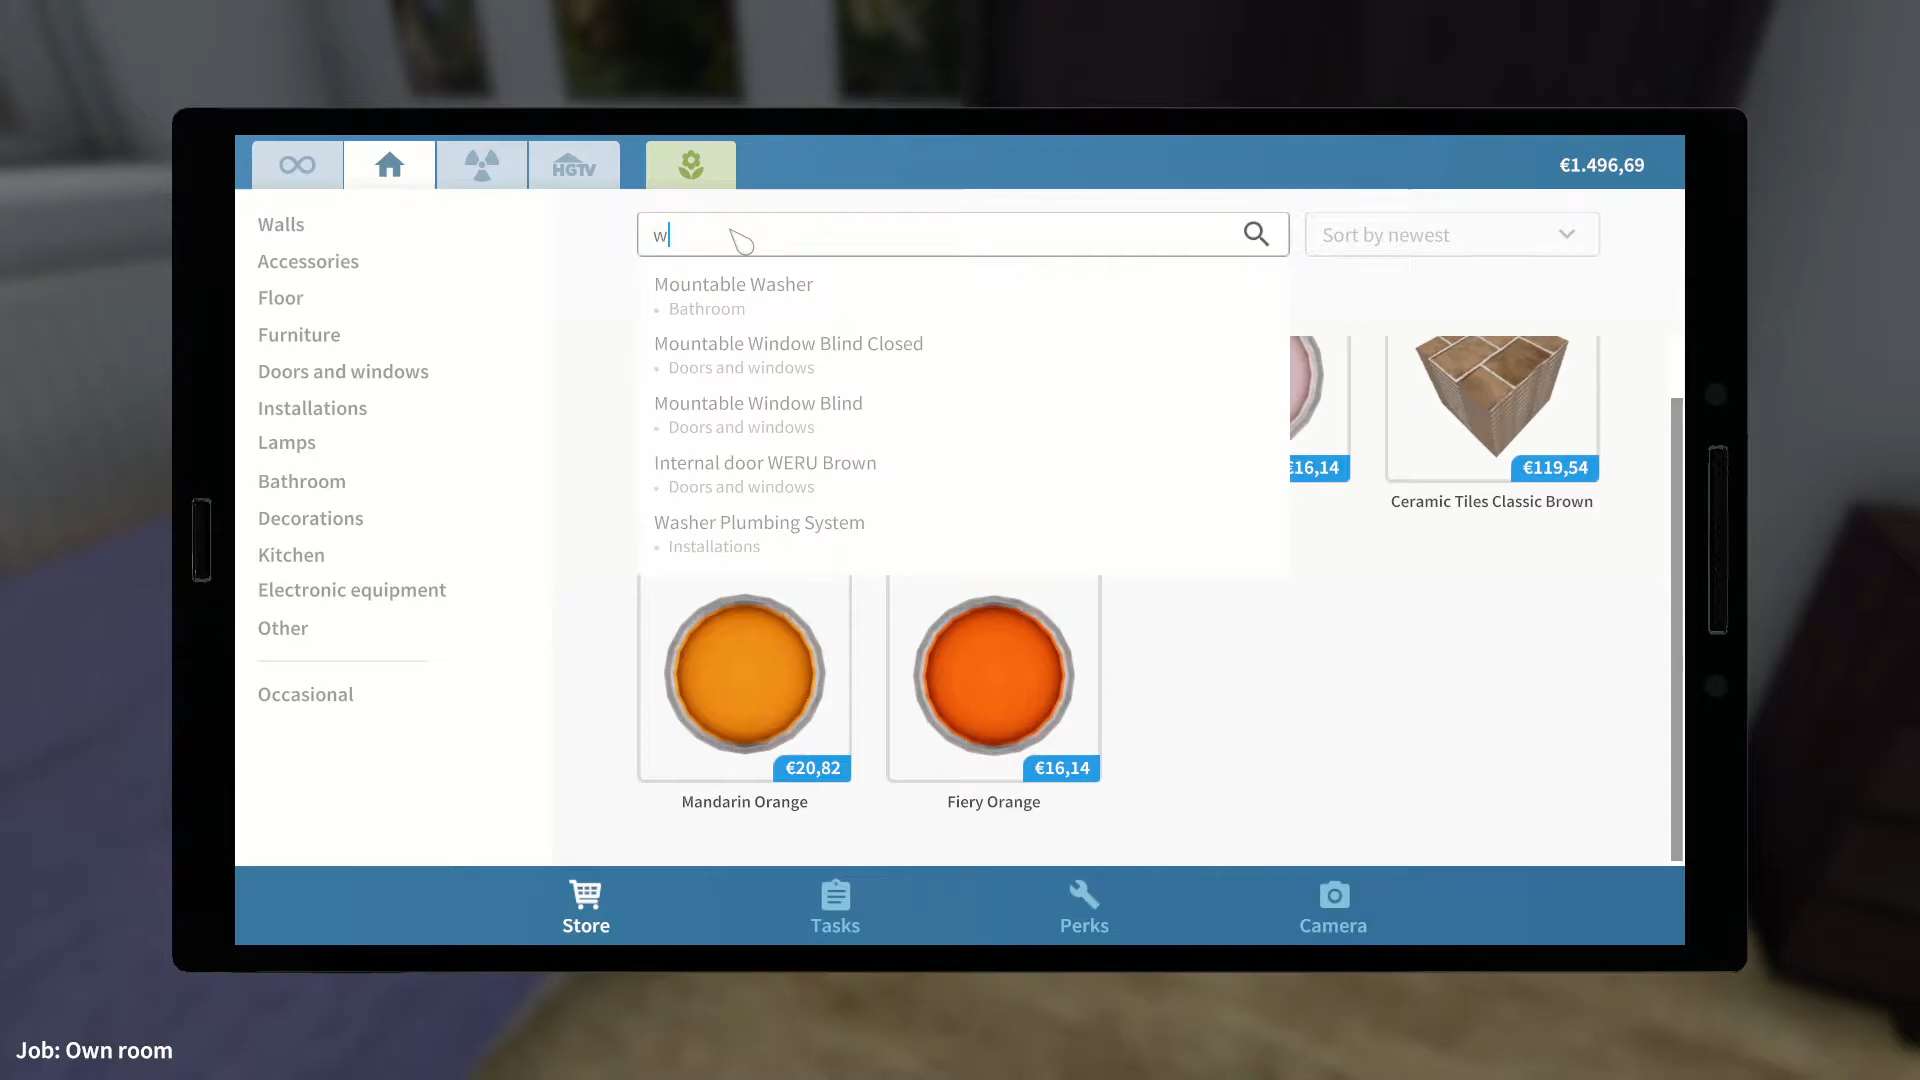 HGTV
€1.496,69
Walls
Accessories
Floor
Furniture
Doors and windows
Installations
Lamps
Bathroom
Decorations
Kitchen
Electronic equipment
Other
Occasional
w
Sort by newest
Mountable Washer
Bathroom
Mountable Window Blind Closed
Doors and windows
Mountable Window Blind
Doors and windows
Internal door WERU Brown
Doors and windows
Washer Plumbing System
Installations
€16,14
€119,54
Ceramic Tiles Classic Brown
€20,82
€16,14
Mandarin Orange
Fiery Orange
Store
Tasks
Perks
Camera
Job: Own room